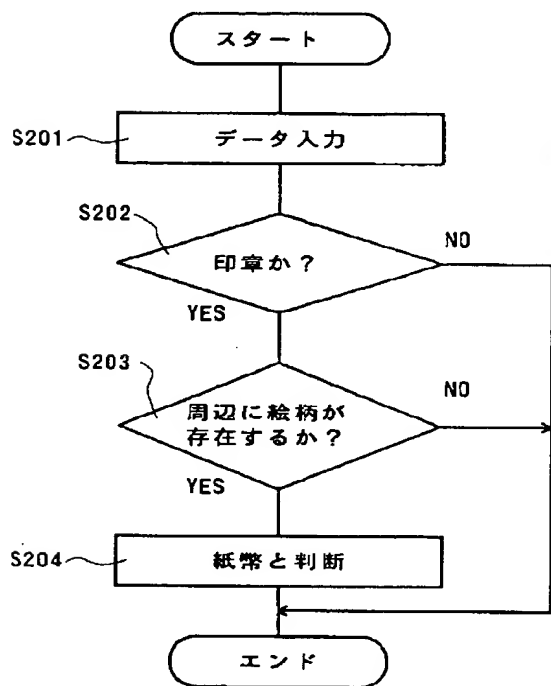 スタート
S201
データ入力
S202
印章か？
NO
YES
S203
周辺に絵柄が
存在するか？
NO
YES
S204
紙幣と判断
エンド